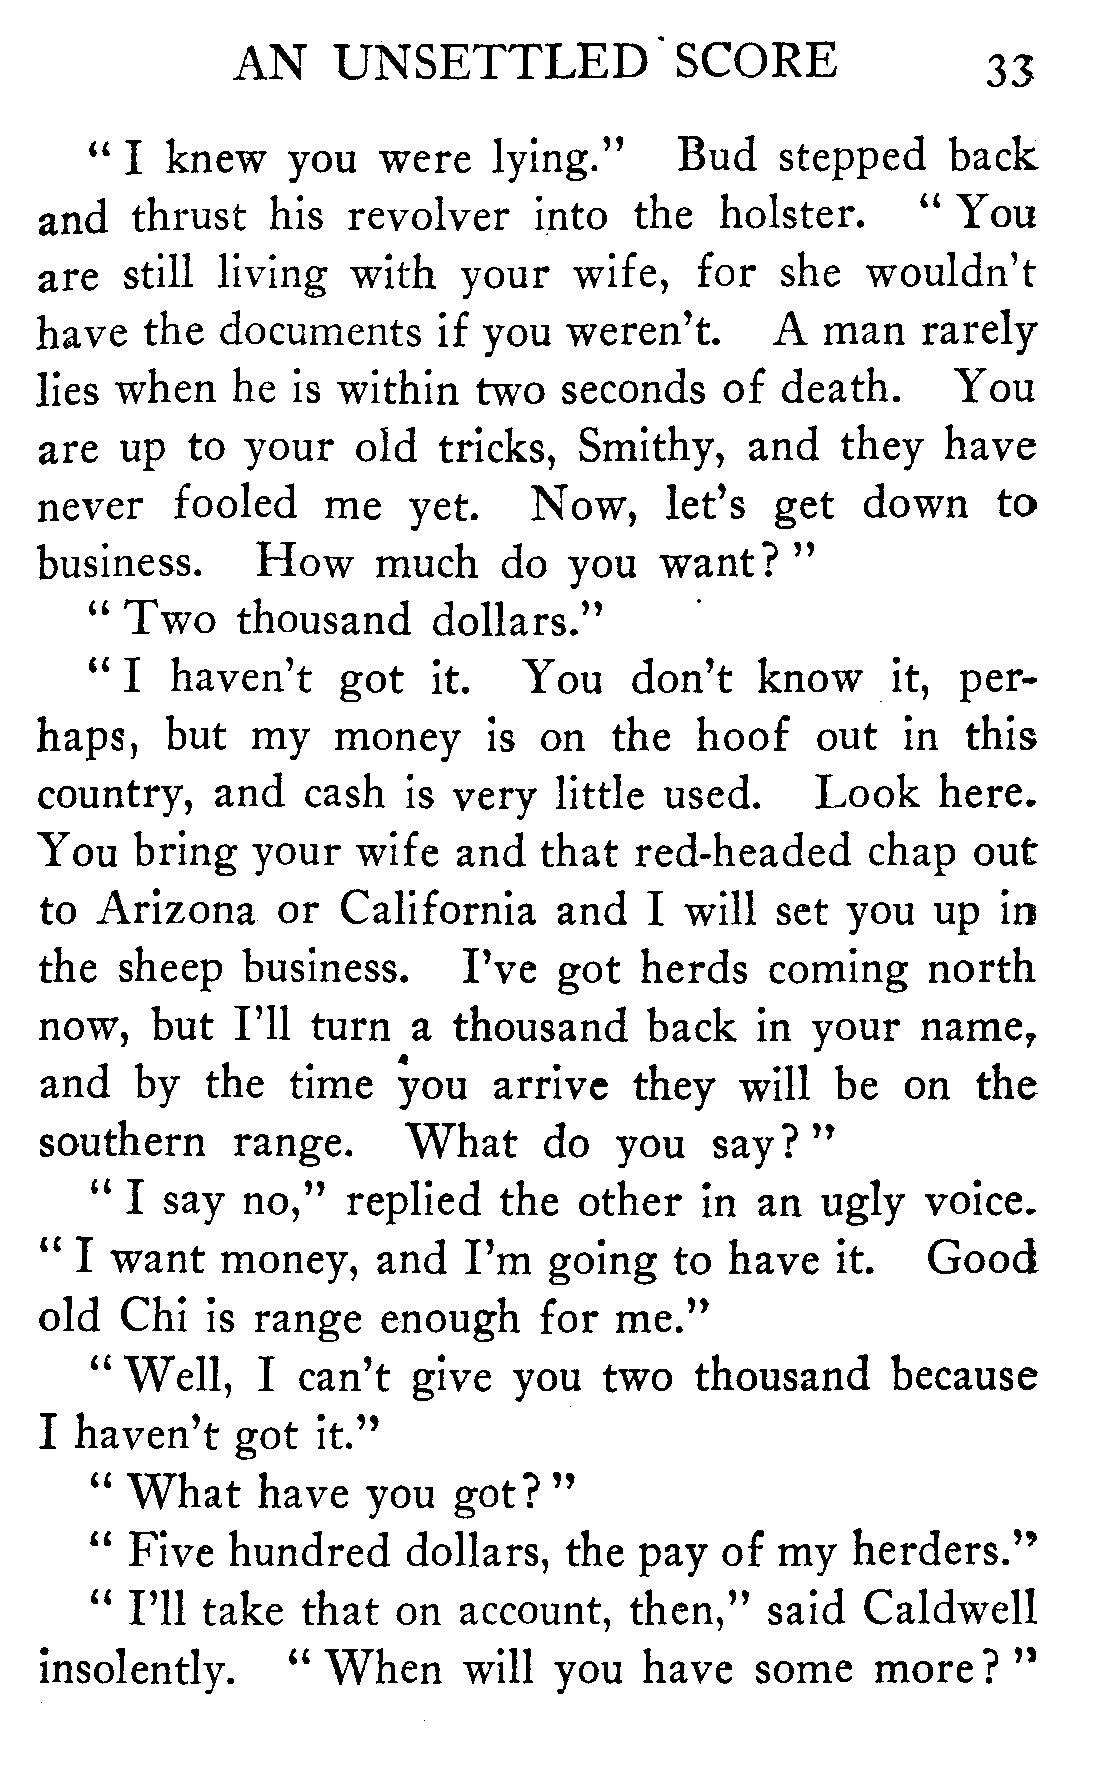 AN UNSETTLED SCORE 33
“ I knew you were lying.” Bud stepped back
and thrust his revolver into the holster. “ You
are still living with your wife, for she wouldn’t
have the documents if you weren’t. A man rarely
lies when he is within two seconds of death. You
are up to your old tricks, Smithy, and they have
never fooled me yet. Now, let’s get down to
business. How much do you want? ”
“ Two thousand dollars.”
“ I haven’t got it. You don’t know it, per-
haps, but my money is on the hoof out in this
country, and cash is very little used. Look here.
You bring your wife and that red-headed chap out
to Arizona or California and I will set you up in
the sheep business. I’ve got herds coming north
now, but I’ll turn a thousand back in your name,
and by the time you arrive they will be on the
southern range. What do you say? ”
“ I say no,” replied the other in an ugly voice.
“ I want money, and I’m going to have it. Good
old Chi is range enough for me.”
“ Well, I can’t give you two thousand because
I haven’t got it.”
“ What have you got? ”
“ Five hundred dollars, the pay of my herders.”
“ I’ll take that on account, then,” said Caldwell
insolently. “ When will you have some more? ”